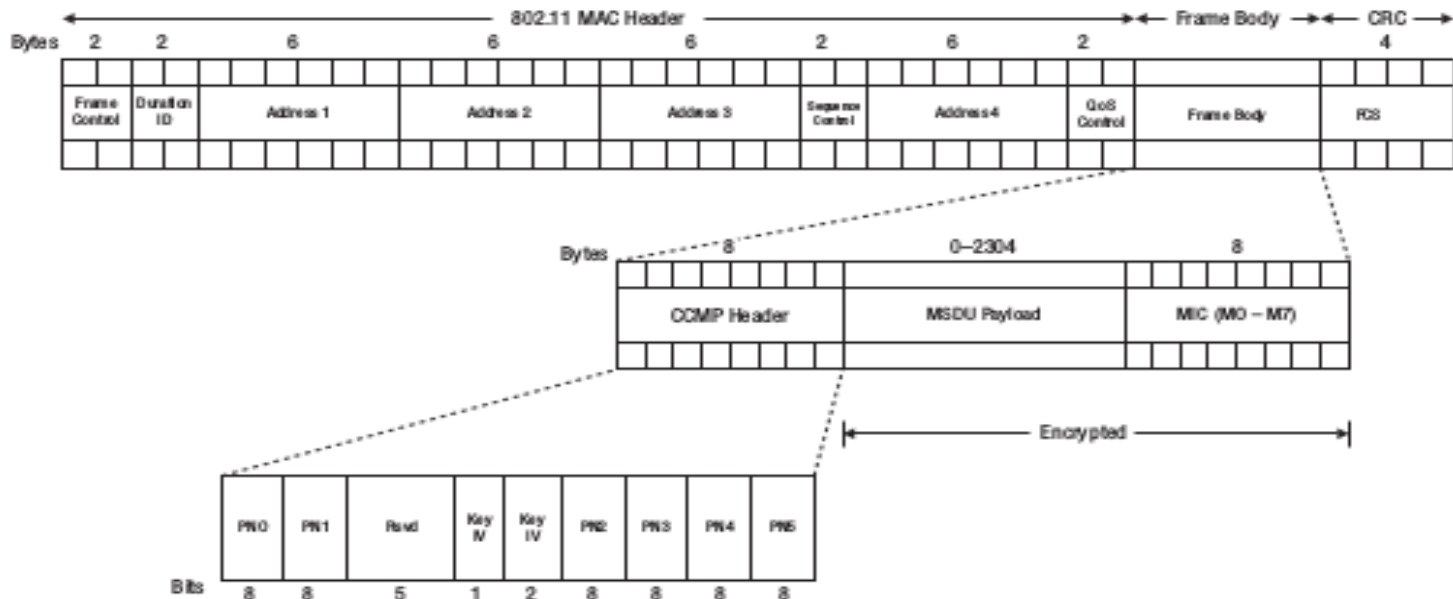 802.11 MAC Header Frame Body CRC
Bytes 2 2 6 6 6 2 6 2 4
Frame Control Duration ID Address 1 Address 2 Address 3 Sequence Control Address 4 QoS Control Frame Body FCS
Bytes 8 0–2304 8
CCMP Header MSDU Payload MIC (M0 – M7)
Encrypted
PN0 PN1 Rsvd Key IV Key IV PN2 PN3 PN4 PN5
Bits 8 8 5 1 2 8 8 8 8